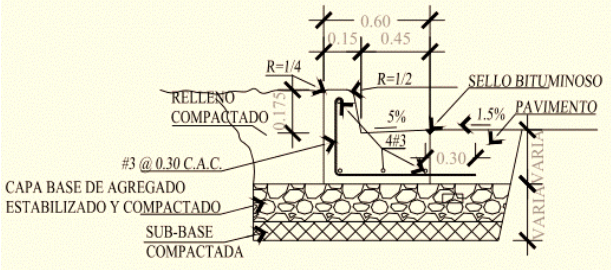 0.60
0.15 0.45
R=1/4
R=1/2
SELLO BITUMINOSO
RELLENO
COMPACTADO
0.175
5%
1.5%
PAVIMENTO
4#3
0.30
#3 @ 0.30 C.A.C.
CAPA BASE DE AGREGADO
ESTABILIZADO Y COMPACTADO
SUB-BASE
COMPACTADA
VARIA
VARIA